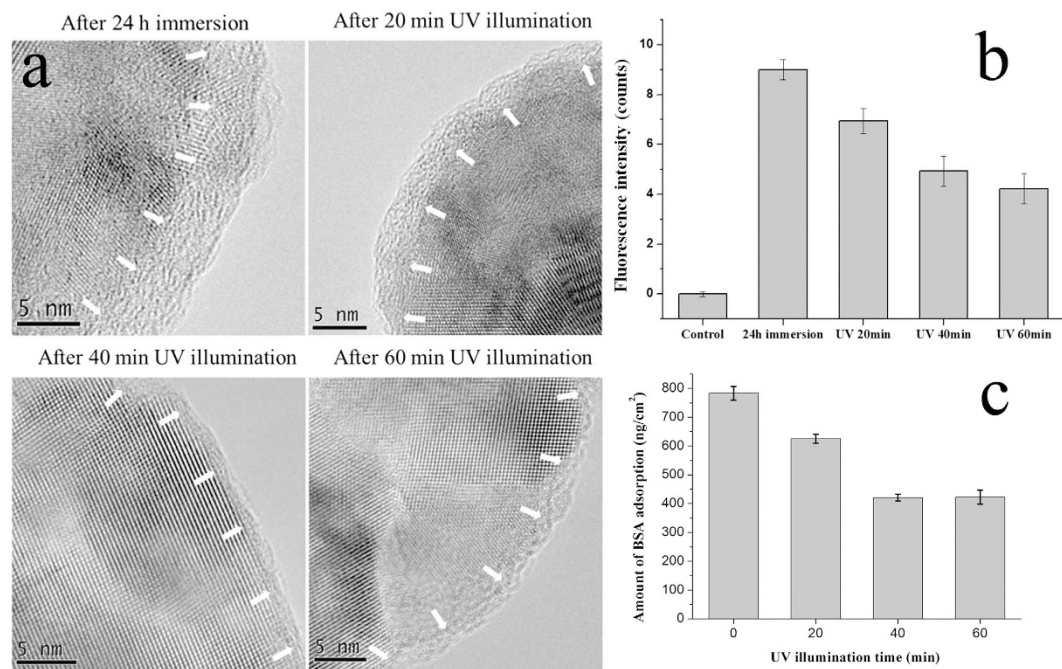 After 24 h immersion
After 20 min UV illumination
a
5 nm
5 nm
After 40 min UV illumination
After 60 min UV illumination
5 nm
5 nm
b
Fluorescence intensity (counts)
10
8
6
4
2
0
Control
24h immersion
UV 20min
UV 40min
UV 60min
c
Amount of BSA adsorption (ng/cm²)
800
700
600
500
400
300
200
100
0
0
20
40
60
UV illumination time (min)